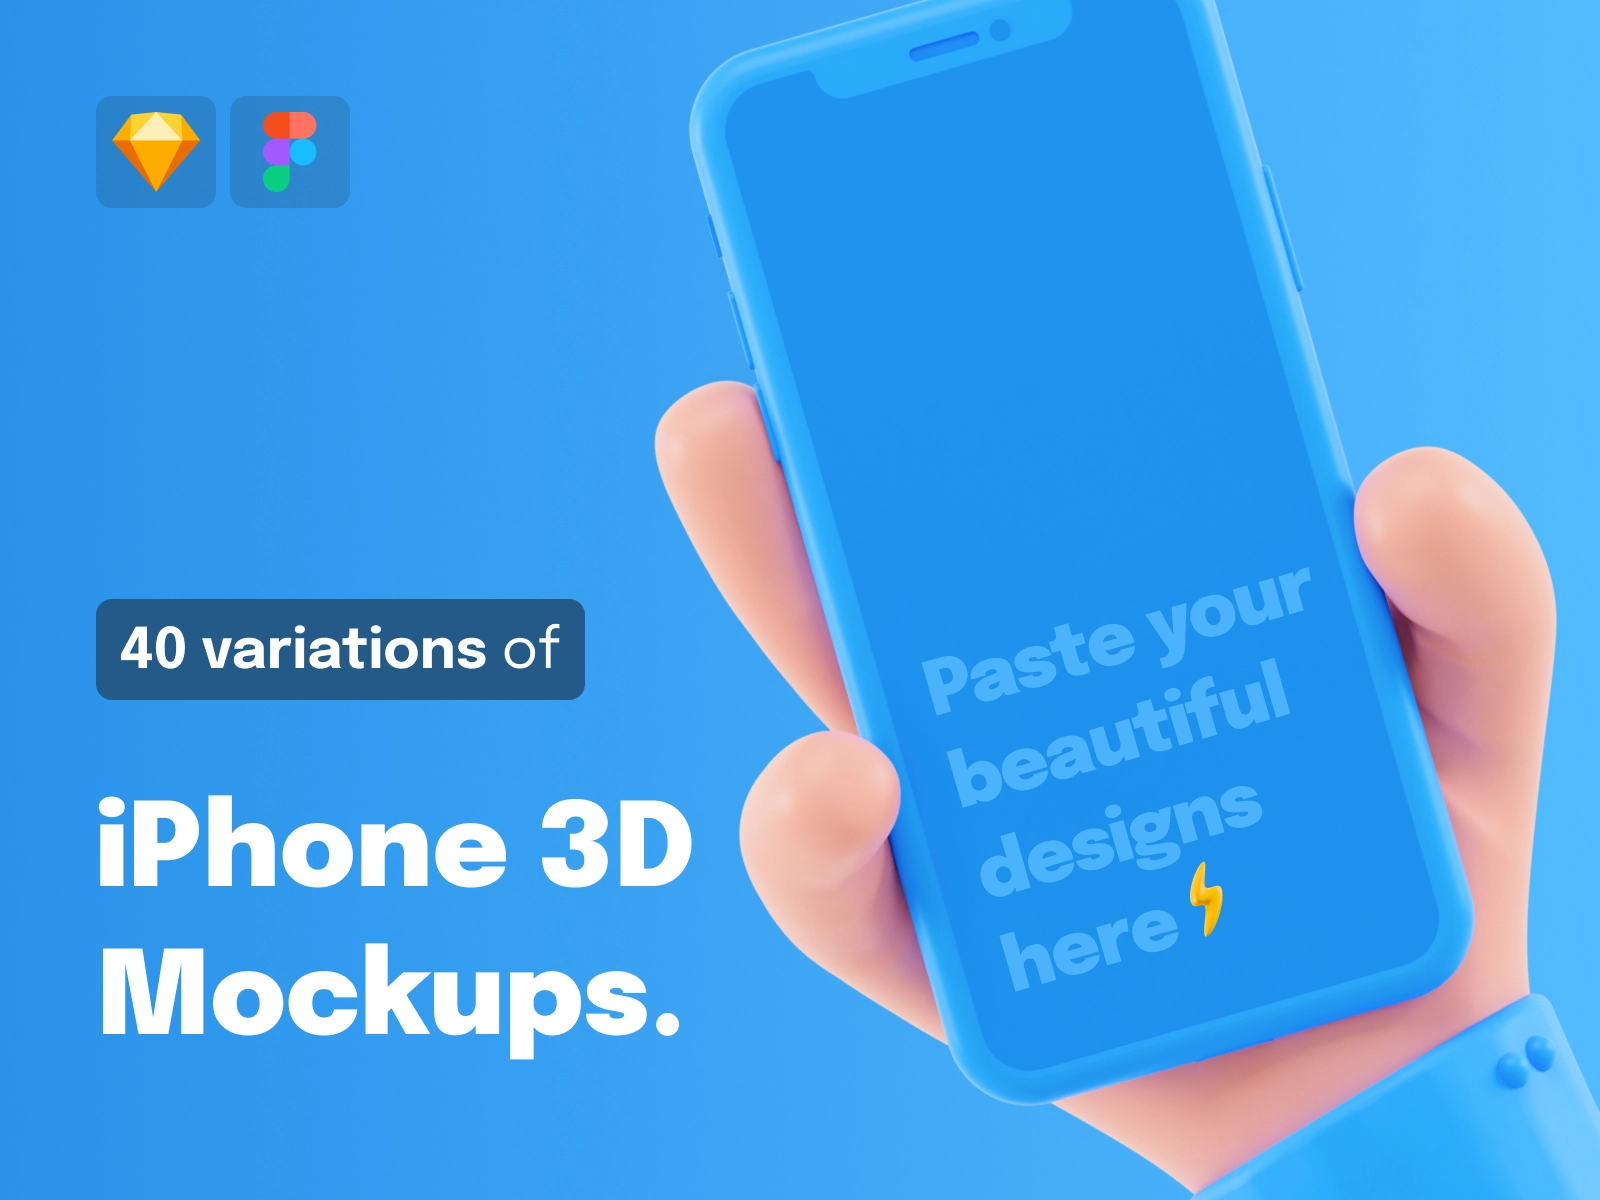 40 variations of
iPhone 3D
Mockups.
Paste your
beautiful
designs
here⚡